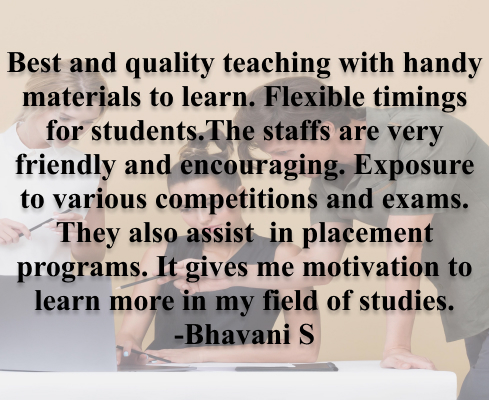 Best and quality teaching with handy
materials to learn. Flexible timings
for students.The staffs are very
friendly and encouraging. Exposure
to various competitions and exams.
They also assist  in placement
programs. It gives me motivation to
learn more in my field of studies.
-Bhavani S